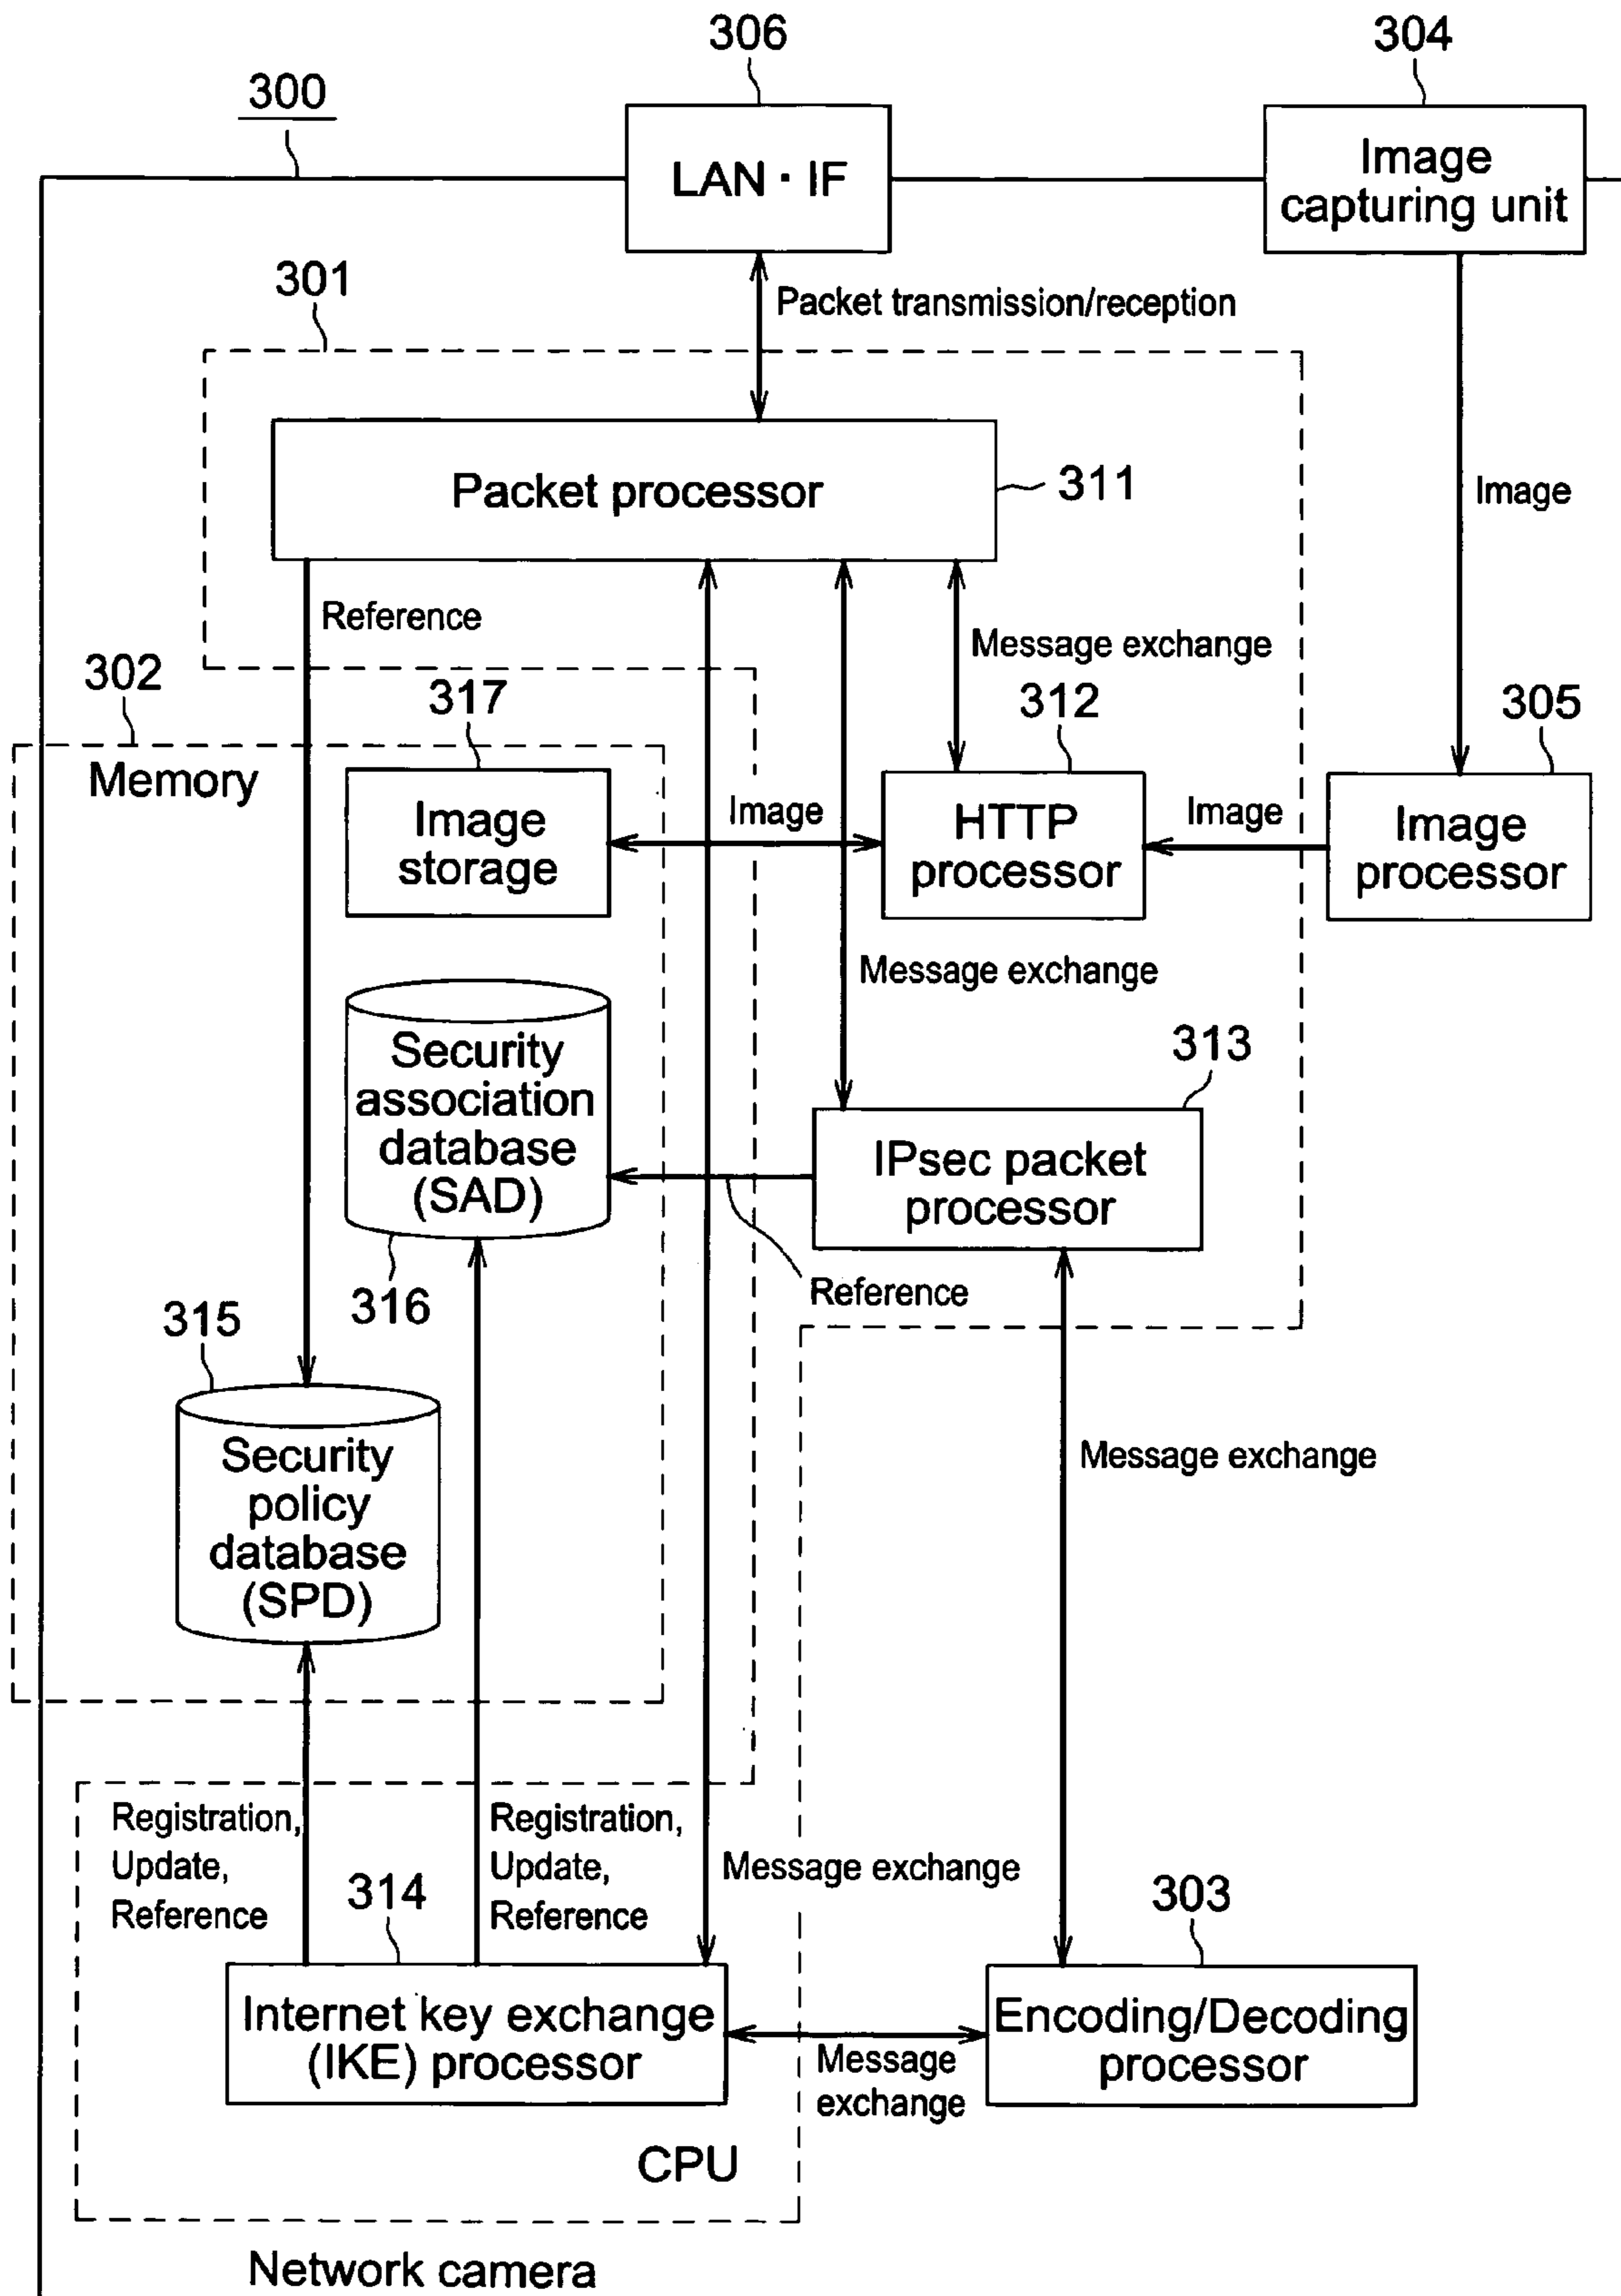 306
304
300
LAN · IF
Image
capturing unit
301
Packet transmission/reception
Packet processor
311
Image
Reference
Message exchange
302
317
312
305
Memory
Image
storage
Image
HTTP
processor
Image
Image
processor
Message exchange
Security
association
database
(SAD)
313
IPsec packet
processor
316
Reference
315
Security
policy
database
(SPD)
Message exchange
Registration,
Update,
Reference
Registration,
Update,
Reference
Message exchange
314
303
Internet key exchange
(IKE) processor
Encoding/Decoding
processor
Message
exchange
CPU
Network camera